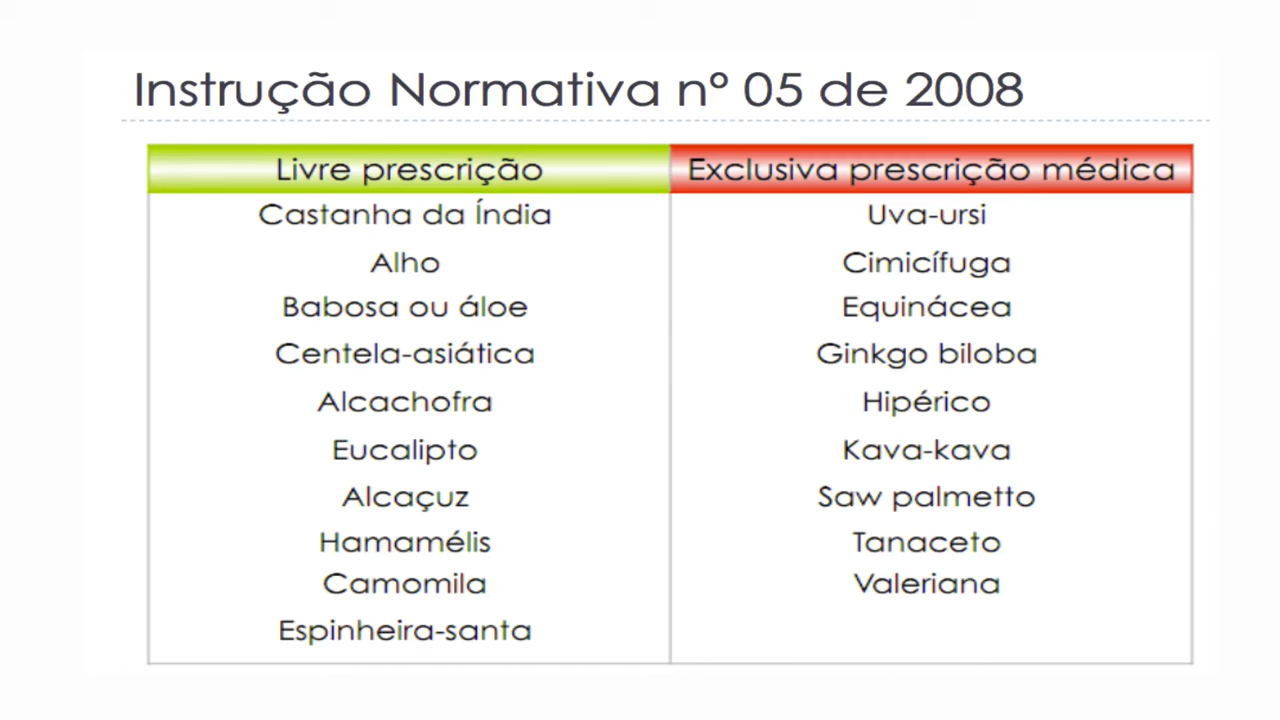 Instrução Normativa n° 05 de 2008
Livre prescrição Exclusiva prescrição médica
Castanha da Índia Uva-ursi
Alho Cimicífuga
Babosa ou áloe Equinácea
Centela-asiática Ginkgo biloba
Alcachofra Hipérico
Eucalipto Kava-kava
Alcaçuz Saw palmetto
Hamamélis Tanaceto
Camomila Valeriana
Espinheira-santa